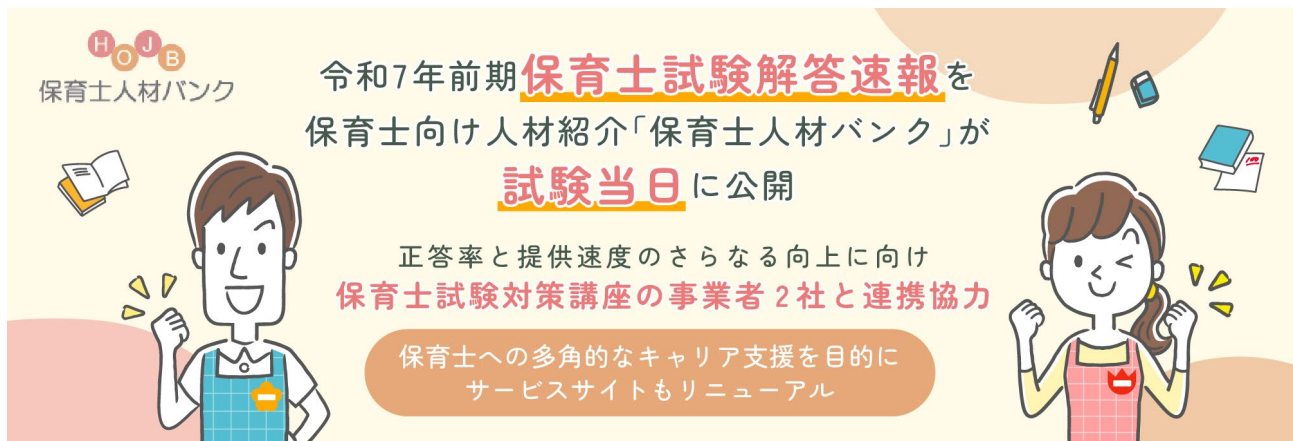 HOJB
保育士人材バンク
令和7年前期保育士試験解答速報を
保育士向け人材紹介「保育士人材バンク」が
試験当日に公開
正答率と提供速度のさらなる向上に向け
保育士試験対策講座の事業者2社と連携協力
保育士への多角的なキャリア支援を目的に
サービスサイトもリニューアル
100